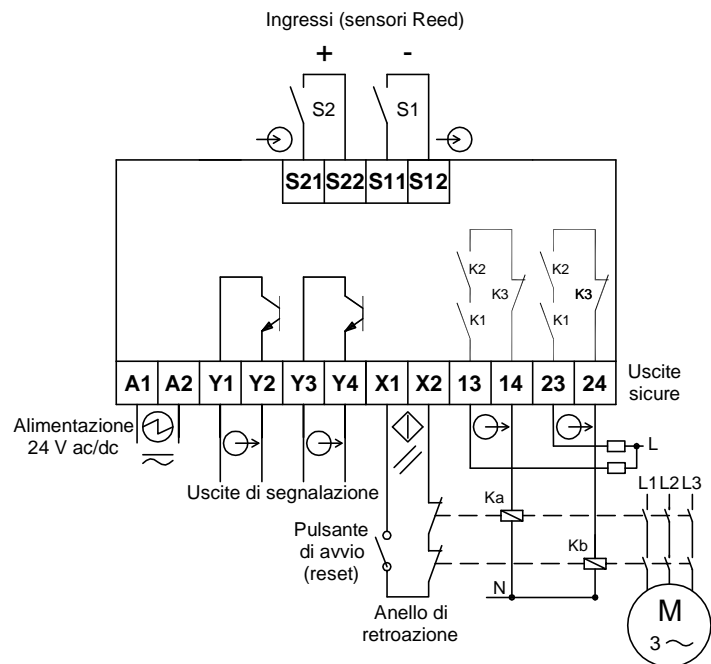 Ingressi (sensori Reed)
+ -
S2 S1
S21 S22 S11 S12
K2 K3 K2 K3
K1 K1
A1 A2 Y1 Y2 Y3 Y4 X1 X2 13 14 23 24
Uscite
sicure
Alimentazione
24 V ac/dc
L
Uscite di segnalazione
L1 L2 L3
Ka
Pulsante
di avvio
(reset)
Kb
N
Anello di
retroazione
M
3 ~